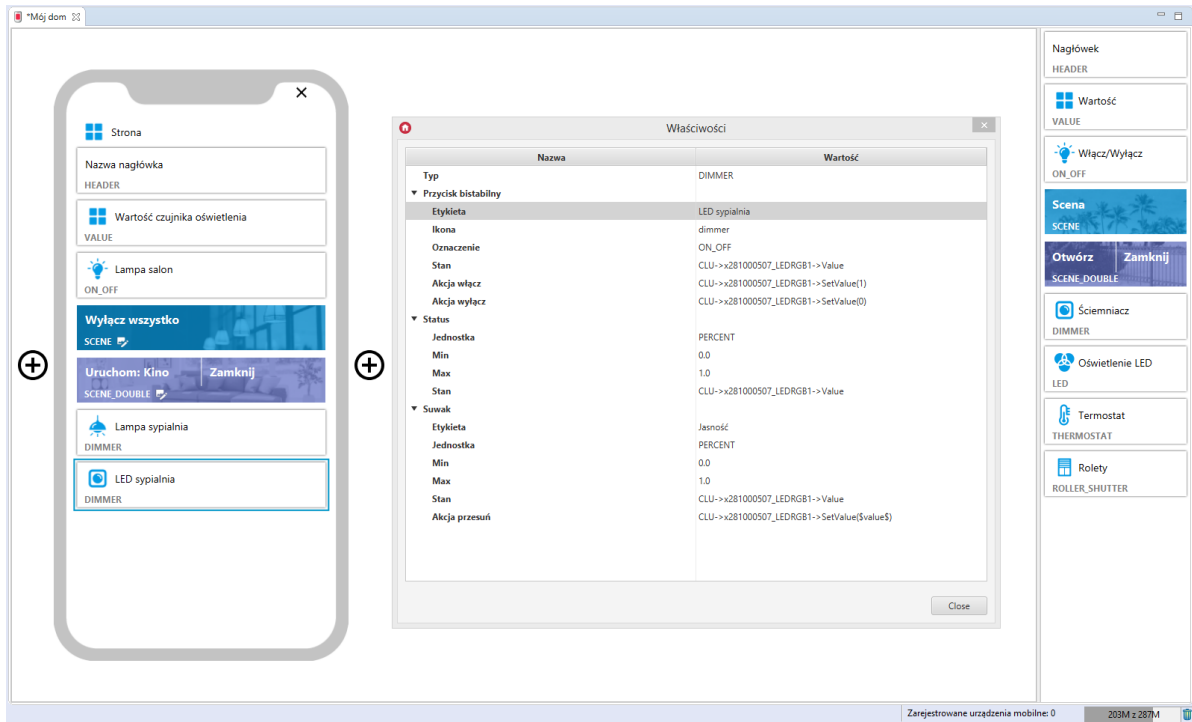 *Mój dom
Strona
Nazwa nagłówka
HEADER
Wartość czujnika oświetlenia
VALUE
Lampa salon
ON_OFF
Wyłącz wszystko
SCENE
Uruchom: Kino Zamknij
SCENE_DOUBLE
Lampa sypialnia
DIMMER
LED sypialnia
DIMMER
Właściwości
Nazwa Wartość
Typ DIMMER
Przycisk bistabilny
Etykieta LED sypialnia
Ikona dimmer
Oznaczenie ON_OFF
Stan CLU->x281000507_LEDRGB1->Value
Akcja włącz CLU->x281000507_LEDRGB1->SetValue(1)
Akcja wyłącz CLU->x281000507_LEDRGB1->SetValue(0)
Status
Jednostka PERCENT
Min 0.0
Max 1.0
Stan CLU->x281000507_LEDRGB1->Value
Suwak
Etykieta Jasność
Jednostka PERCENT
Min 0.0
Max 1.0
Stan CLU->x281000507_LEDRGB1->Value
Akcja przesuń CLU->x281000507_LEDRGB1->SetValue($value$)
Close
Nagłówek
HEADER
Wartość
VALUE
Włącz/Wyłącz
ON_OFF
Scena
SCENE
Otwórz Zamknij
SCENE_DOUBLE
Ściemniacz
DIMMER
Oświetlenie LED
LED
Termostat
THERMOSTAT
Rolety
ROLLER_SHUTTER
Zarejestrowane urządzenia mobilne: 0 203M z 287M